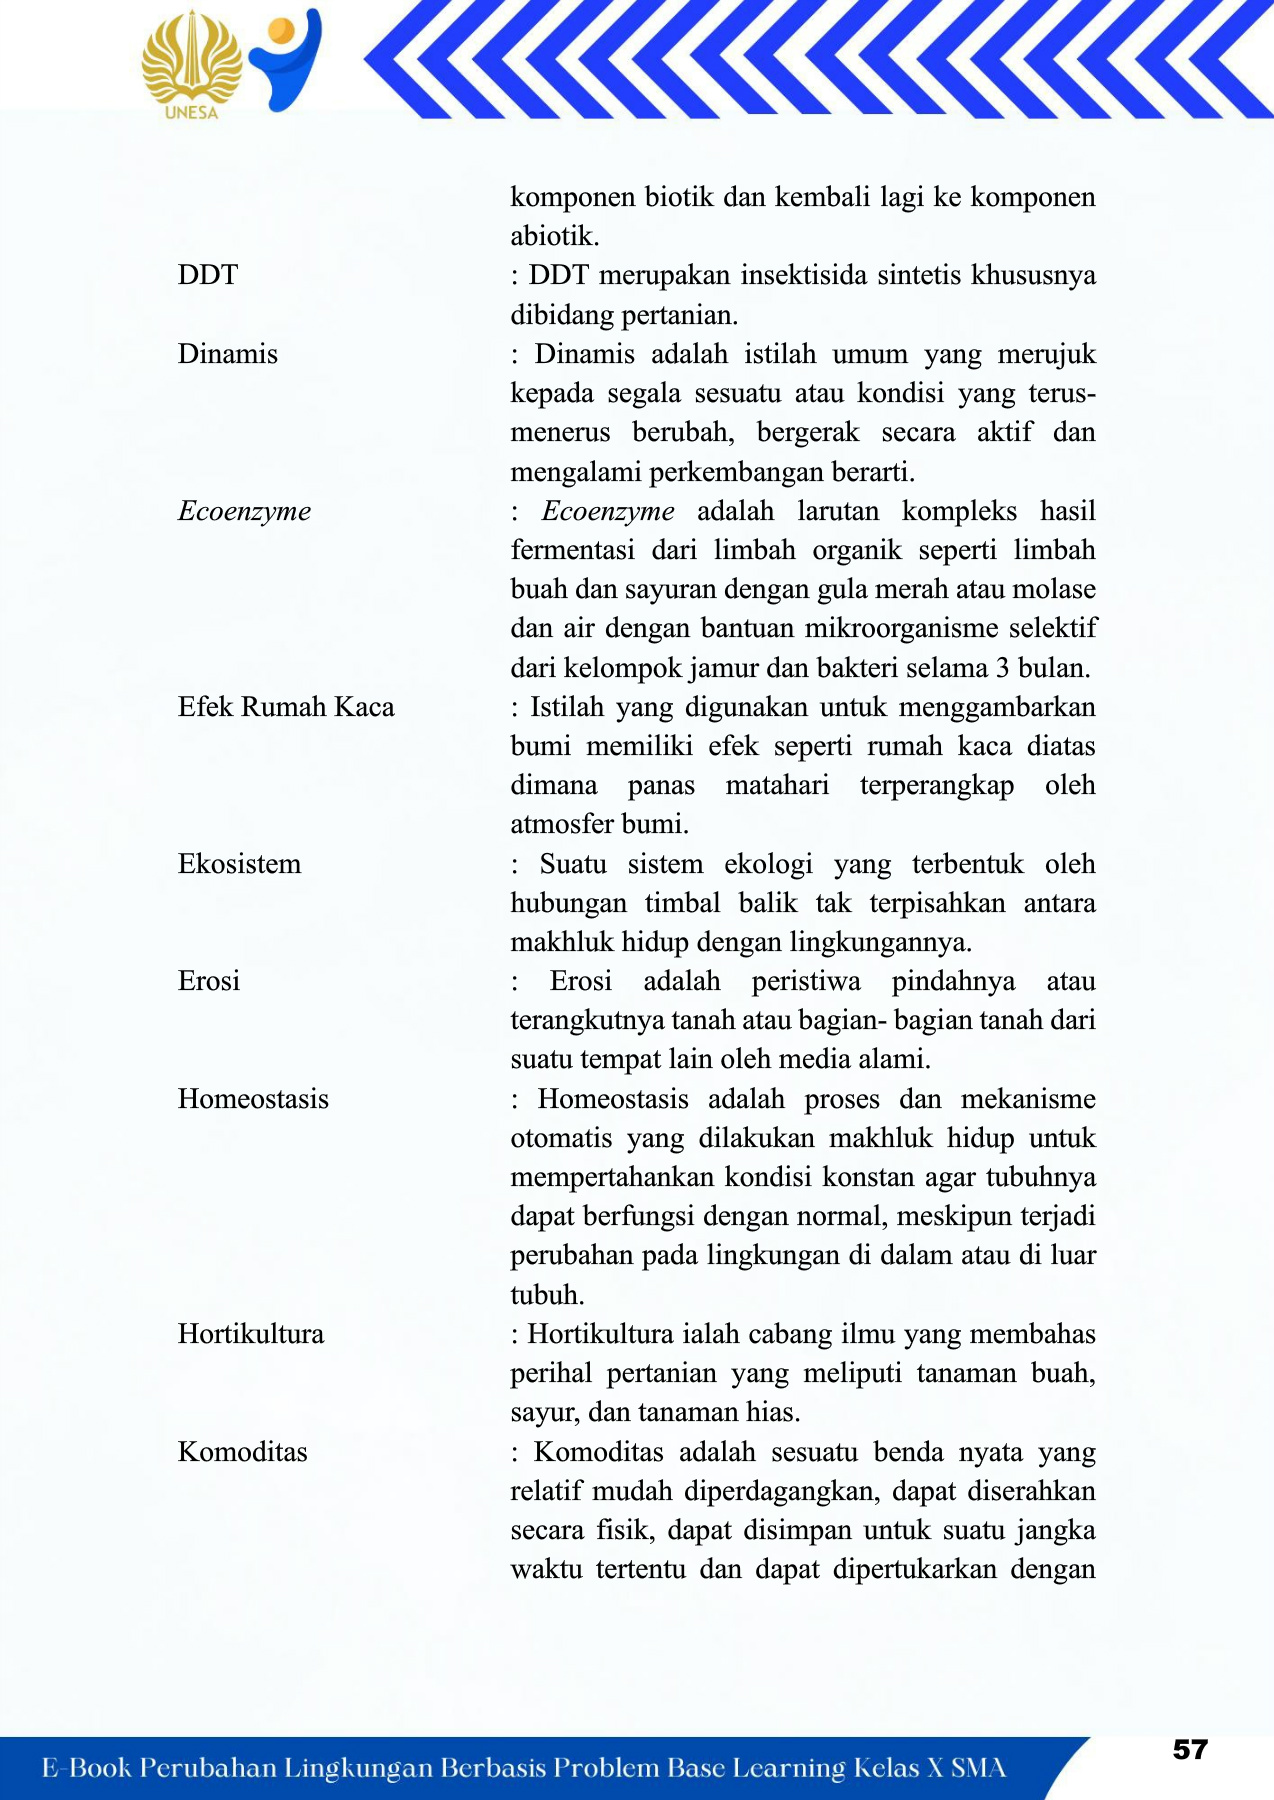 UNESA
komponen biotik dan kembali lagi ke komponen
abiotik.
DDT : DDT merupakan insektisida sintetis khususnya
dibidang pertanian.
Dinamis : Dinamis adalah istilah umum yang merujuk
kepada segala sesuatu atau kondisi yang terus-
menerus berubah, bergerak secara aktif dan
mengalami perkembangan berarti.
Ecoenzyme : Ecoenzyme adalah larutan kompleks hasil
fermentasi dari limbah organik seperti limbah
buah dan sayuran dengan gula merah atau molase
dan air dengan bantuan mikroorganisme selektif
dari kelompok jamur dan bakteri selama 3 bulan.
Efek Rumah Kaca : Istilah yang digunakan untuk menggambarkan
bumi memiliki efek seperti rumah kaca diatas
dimana panas matahari terperangkap oleh
atmosfer bumi.
Ekosistem : Suatu sistem ekologi yang terbentuk oleh
hubungan timbal balik tak terpisahkan antara
makhluk hidup dengan lingkungannya.
Erosi : Erosi adalah peristiwa pindahnya atau
terangkutnya tanah atau bagian- bagian tanah dari
suatu tempat lain oleh media alami.
Homeostasis : Homeostasis adalah proses dan mekanisme
otomatis yang dilakukan makhluk hidup untuk
mempertahankan kondisi konstan agar tubuhnya
dapat berfungsi dengan normal, meskipun terjadi
perubahan pada lingkungan di dalam atau di luar
tubuh.
Hortikultura : Hortikultura ialah cabang ilmu yang membahas
perihal pertanian yang meliputi tanaman buah,
sayur, dan tanaman hias.
Komoditas : Komoditas adalah sesuatu benda nyata yang
relatif mudah diperdagangkan, dapat diserahkan
secara fisik, dapat disimpan untuk suatu jangka
waktu tertentu dan dapat dipertukarkan dengan
57
E-Book Perubahan Lingkungan Berbasis Problem Base Learning Kelas X SMA